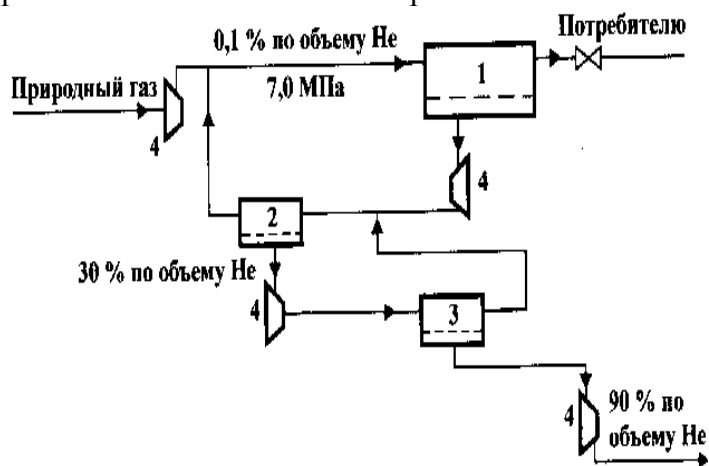 Потребителю
0,1 % по объему He
1
Природный газ
7,0 МПа
4
4
2
30 % по объему He
4
3
4
90 % по
объему He